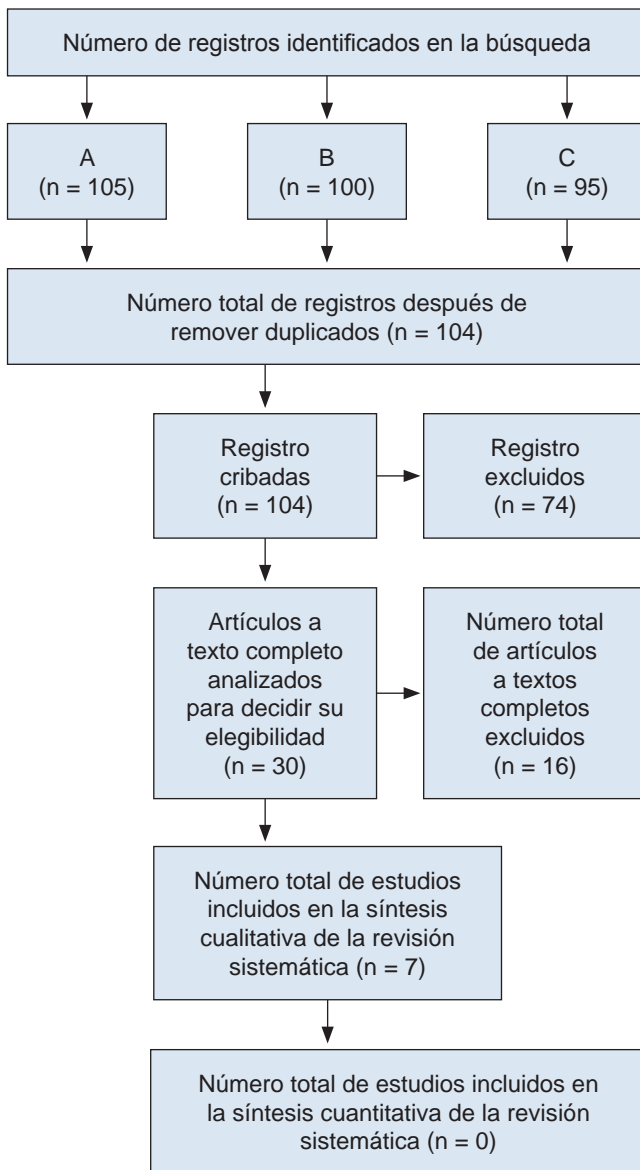 Número de registros identificados en la búsqueda
A
(n = 105)
B
(n = 100)
C
(n = 95)
Número total de registros después de
remover duplicados (n = 104)
Registro
cribadas
(n = 104)
Registro
excluidos
(n = 74)
Artículos a
texto completo
analizados
para decidir su
elegibilidad
(n = 30)
Número total
de artículos
a textos
completos
excluidos
(n = 16)
Número total de estudios
incluidos en la síntesis
cualitativa de la revisión
sistemática (n = 7)
Número total de estudios incluidos en
la síntesis cuantitativa de la revisión
sistemática (n = 0)